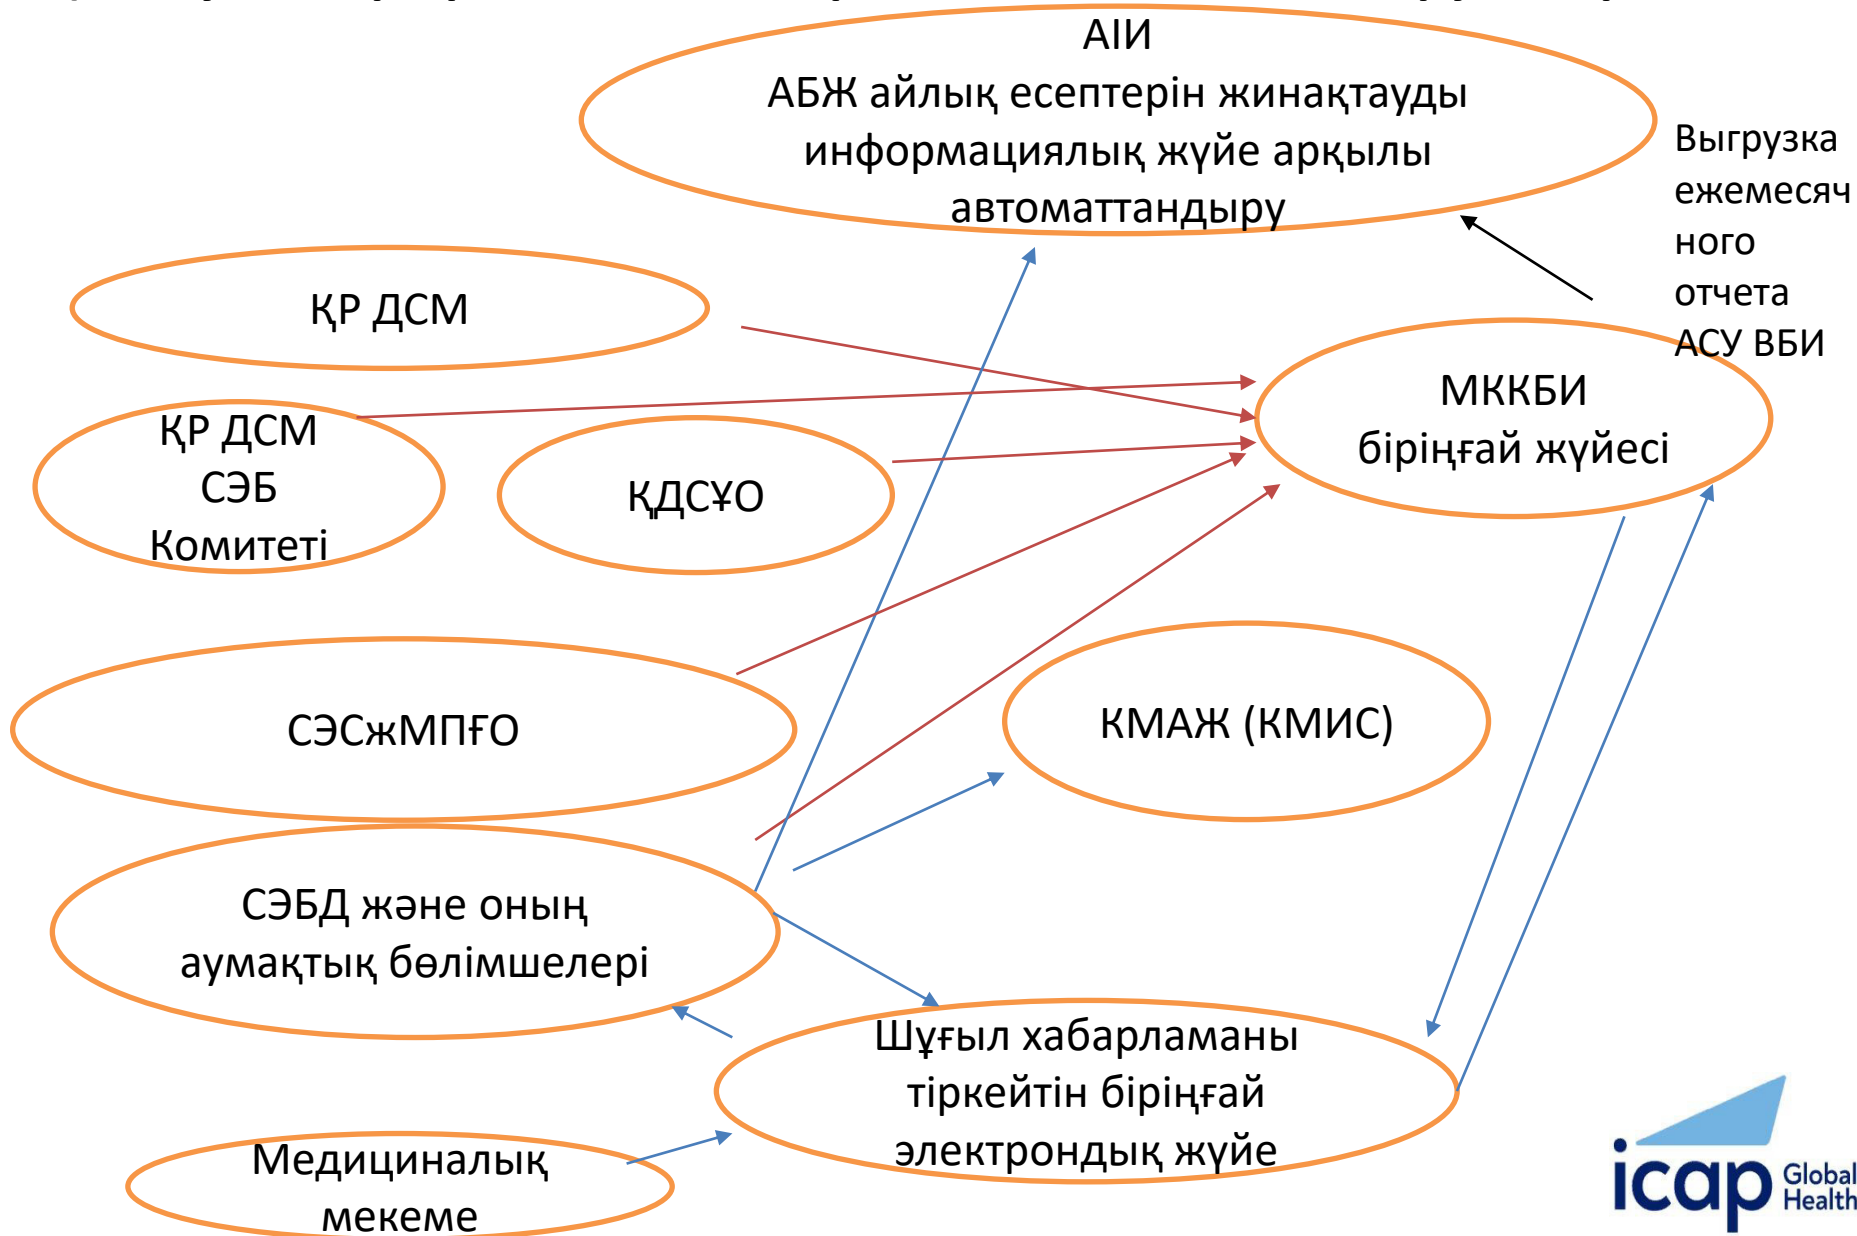 АІИ
АБЖ айлық есептерін жинақтауды
информациялық жүйе арқылы
автоматтандыру
Выгрузка
ежемесяч
ного
отчета
АСУ ВБИ
ҚР ДСМ
МККБИ
біріңғай жүйесі
ҚР ДСМ
СЭБ
Комитеті
ҚДСҰО
СЭСжМПҒО
КМАЖ (КМИС)
СЭБД және оның
аумақтық бөлімшелері
Шұғыл хабарламаны
тіркейтін біріңғай
электрондық жүйе
Медициналық
мекеме
icap Global
Health